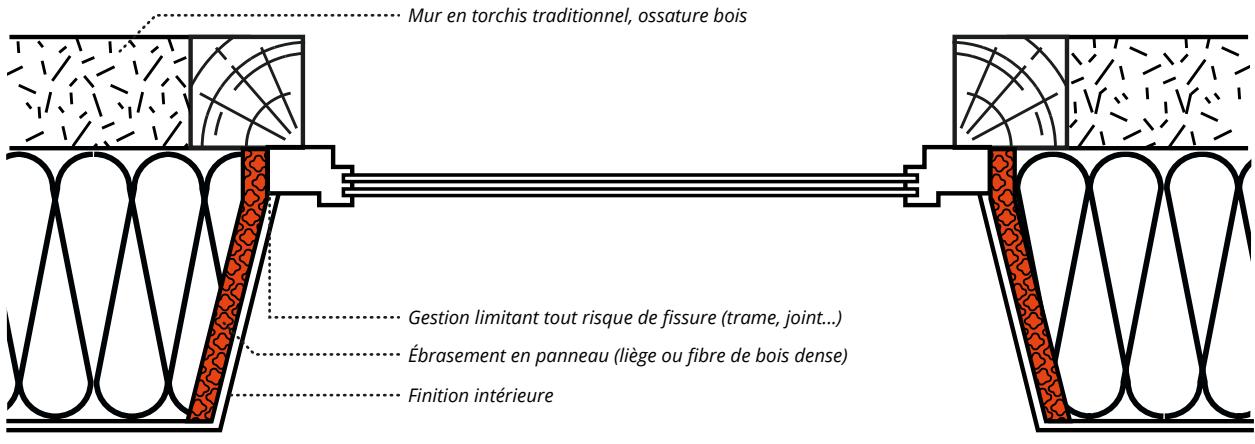 Mur en torchis traditionnel, ossature bois
Gestion limitant tout risque de fissure (trame, joint...)
Ébrasement en panneau (liège ou fibre de bois dense)
Finition intérieure